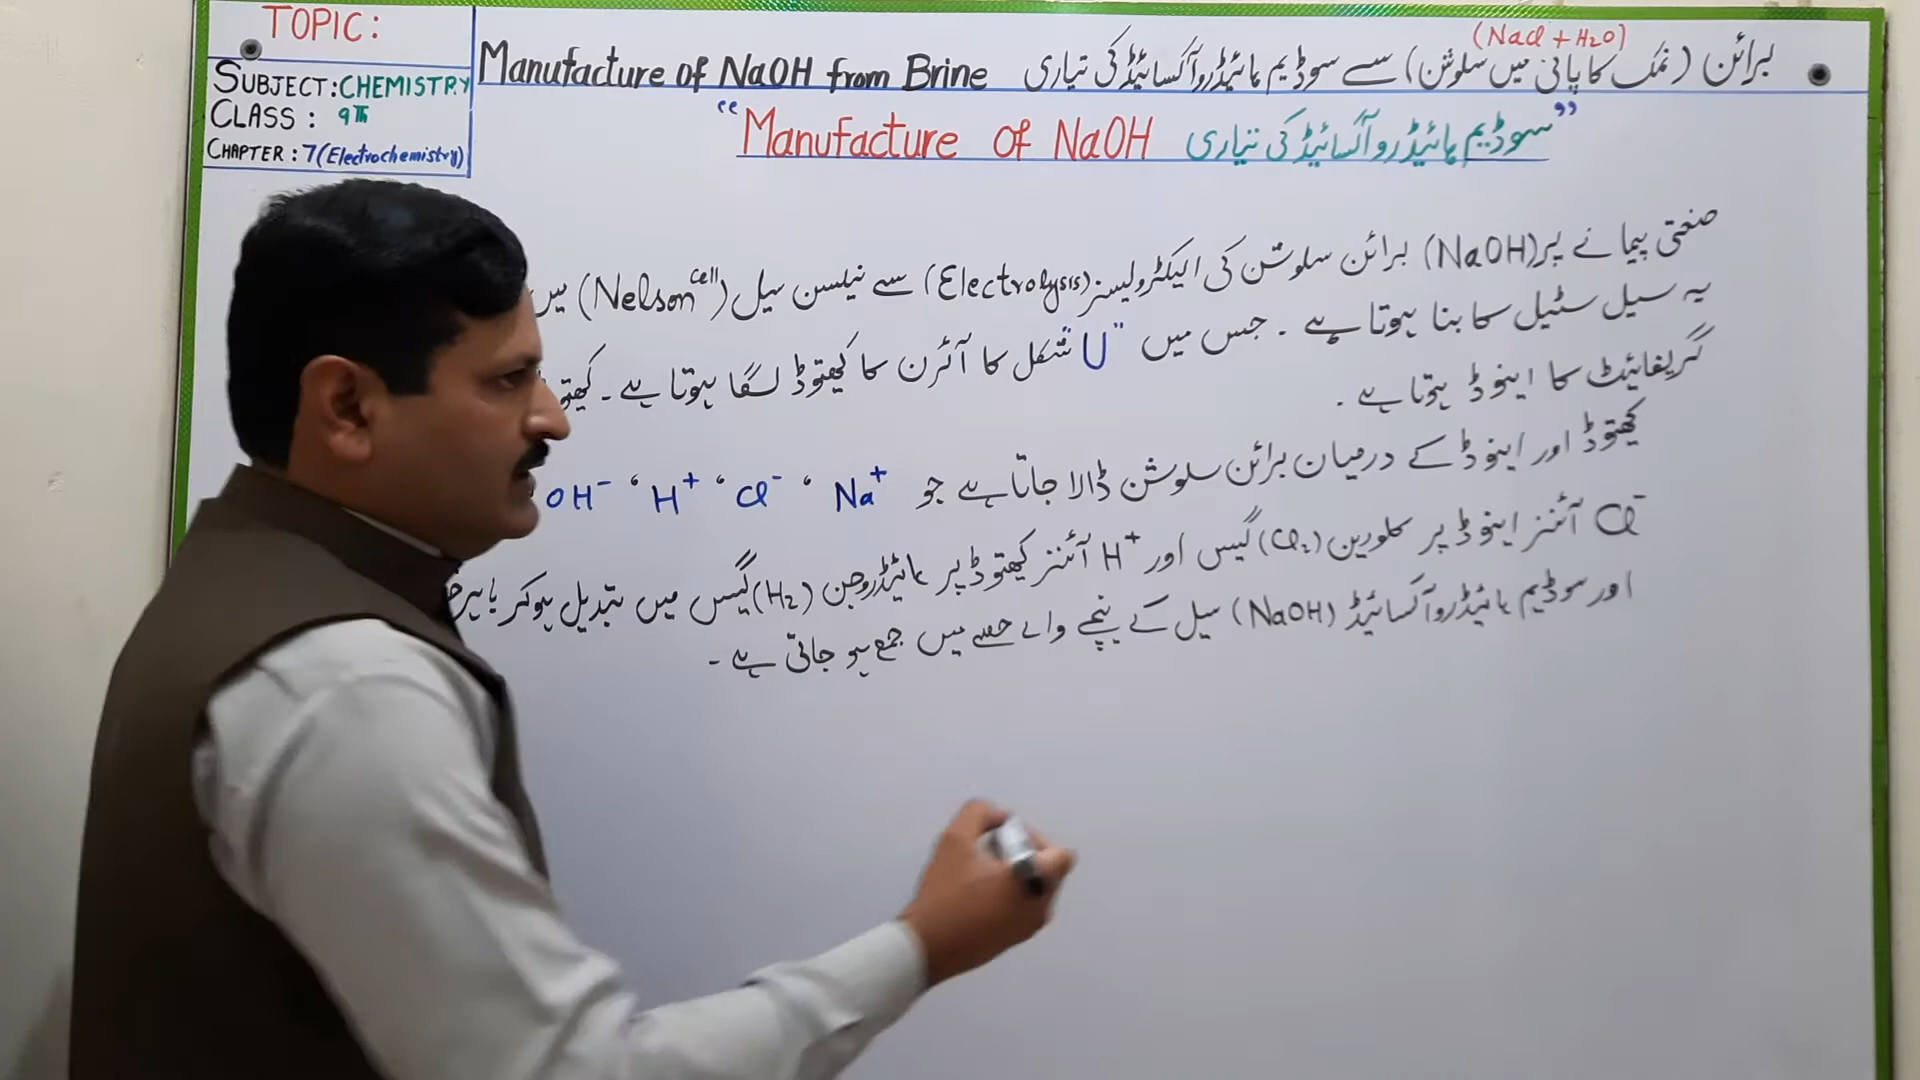 TOPIC:
SUBJECT: CHEMISTRY
CLASS: 9Th
CHAPTER: 7 (Electrochemistry)
(NaCl + H2O)
Manufacture of NaOH from Brine برائن (نمک کا پانی میں سلوشن) سے سوڈیم ہائیڈروآکسائیڈ کی تیاری
“Manufacture of NaOH سوڈیم ہائیڈروآکسائیڈ کی تیاری”
صنعتی پیمانے پر (NaOH) برائن سلوشن کی الیکٹرولیسز (Electrolysis) سے نیلسن سیل (Nelson cell) میں
یہ سیل سٹیل کا بنا ہوتا ہے ۔ جس میں "U" شکل کا آئرن کا کیتھوڈ لگا ہوتا ہے ۔
گریفائیٹ کا اینوڈ ہوتا ہے ۔
کیتھوڈ اور اینوڈ کے درمیان برائن سلوشن ڈالا جاتا ہے جو Na+ ، Cl- ، H+ ، OH-
Cl- آئنز اینوڈ پر کلورین (Cl2) گیس اور H+ آئنز کیتھوڈ پر ہائیڈروجن (H2) گیس میں تبدیل ہوکر باہر
اور سوڈیم ہائیڈروآکسائیڈ (NaOH) سیل کے نچلے والے حصے میں جمع ہو جاتی ہے ۔